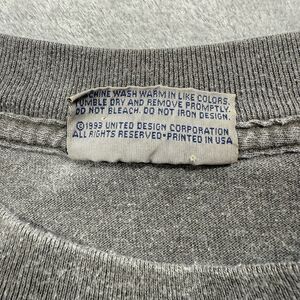 MACHINE WASH WARM IN LIKE COLORS.
TUMBLE DRY AND REMOVE PROMPTLY.
DO NOT BLEACH. DO NOT IRON DESIGN.
©1993 UNITED DESIGN CORPORATION
ALL RIGHTS RESERVED•PRINTED IN USA